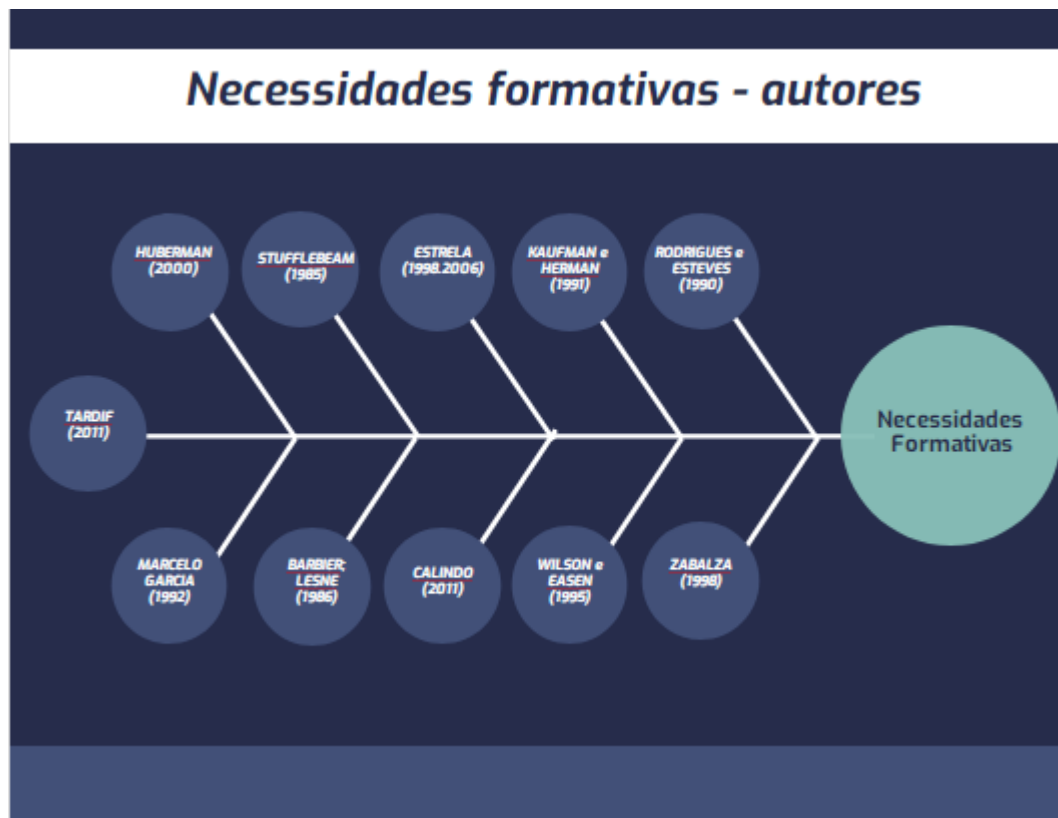 Necessidades formativas - autores
HUBERMAN
(2000)
STUFFLEBEAM
(1985)
ESTRELA
(1998.2006)
KAUFMAN e
HERMAN
(1991)
RODRIGUES e
ESTEVES
(1990)
TARDIF
(2011)
Necessidades
Formativas
MARCELO
GARCIA
(1992)
BARBIER;
LESNE
(1986)
CALINDO
(2011)
WILSON e
EASEN
(1995)
ZABALZA
(1998)